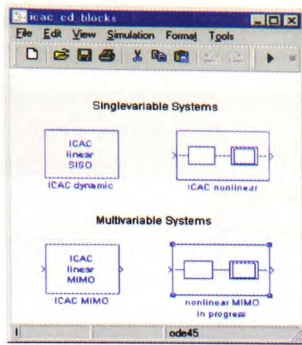 icac_cd_blocks
File Edit View Simulation Format Tools
Singlevariable Systems
ICAC
linear
SISO
ICAC dynamic
ICAC nonlinear
Multivariable Systems
ICAC
linear
MIMO
ICAC MIMO
nonlinear MIMO
in progress
ode45